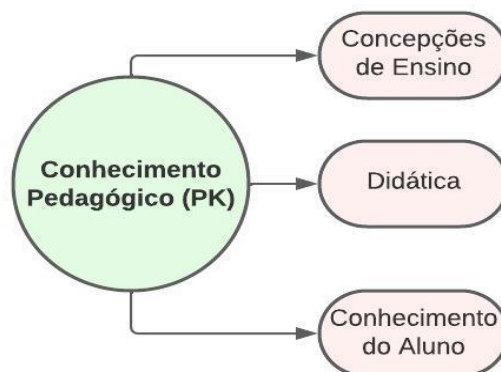 Concepções
de Ensino
Conhecimento
Pedagógico (PK)
Didática
Conhecimento
do Aluno